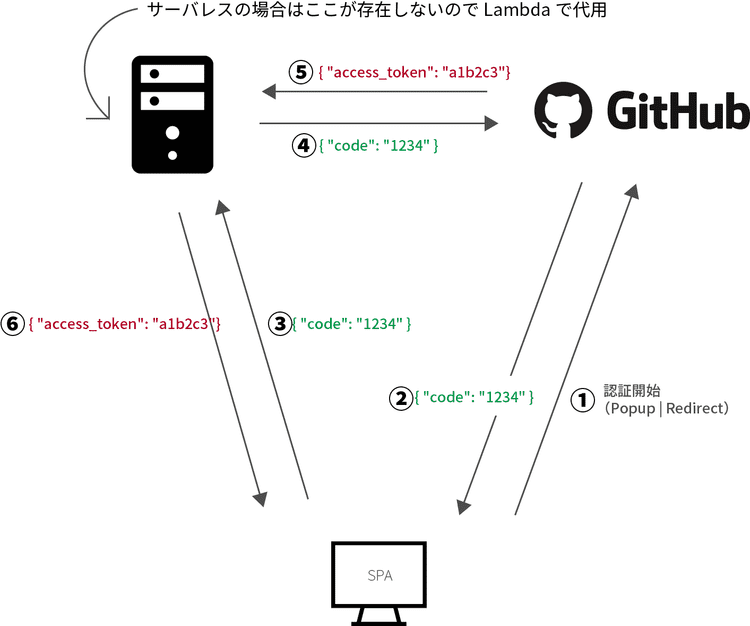 サーバレスの場合はここが存在しないので Lambda で代用
⑤ { "access_token": "a1b2c3"}
GitHub
④ { "code": "1234" }
⑥ { "access_token": "a1b2c3"}
③ { "code": "1234" }
② { "code": "1234" }
① 認証開始
（Popup | Redirect）
SPA